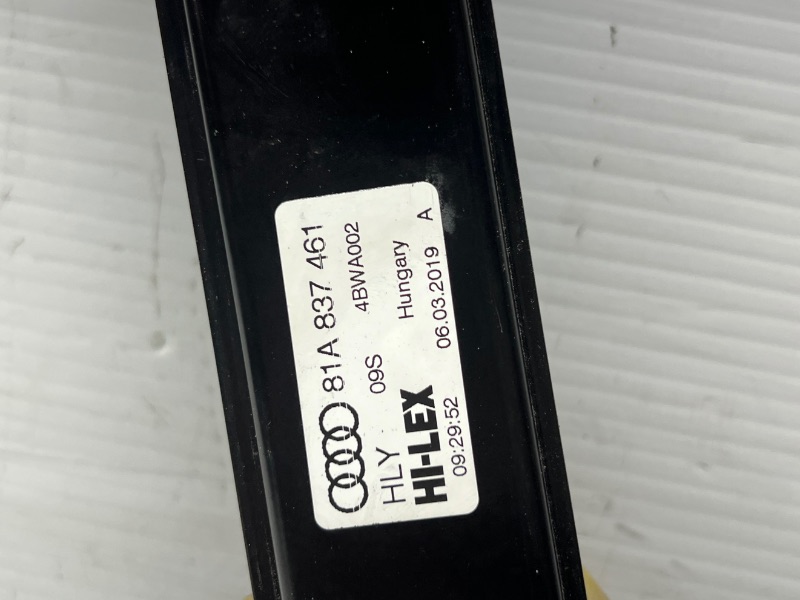 81A 837 461
HLY 09S 4BWA002
HI-LEX Hungary
09:29:52 06.03.2019 A